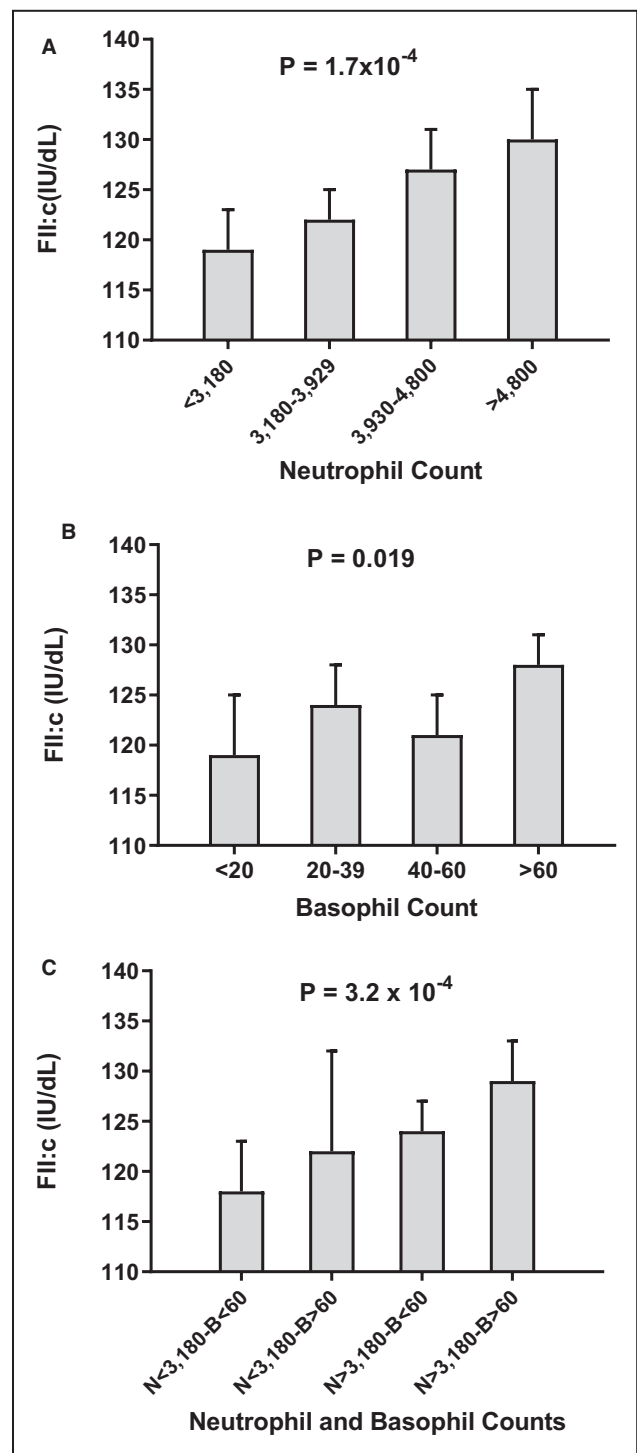 A
P = 1.7x10⁻⁴
FII:c(IU/dL)
140
135
130
125
120
115
110
<3,180
3,180-3,929
3,930-4,800
>4,800
Neutrophil Count
B
P = 0.019
FII:c (IU/dL)
140
135
130
125
120
115
110
<20
20-39
40-60
>60
Basophil Count
C
P = 3.2 x 10⁻⁴
FII:c (IU/dL)
140
135
130
125
120
115
110
N<3,180-B<60
N<3,180-B>60
N>3,180-B<60
N>3,180-B>60
Neutrophil and Basophil Counts